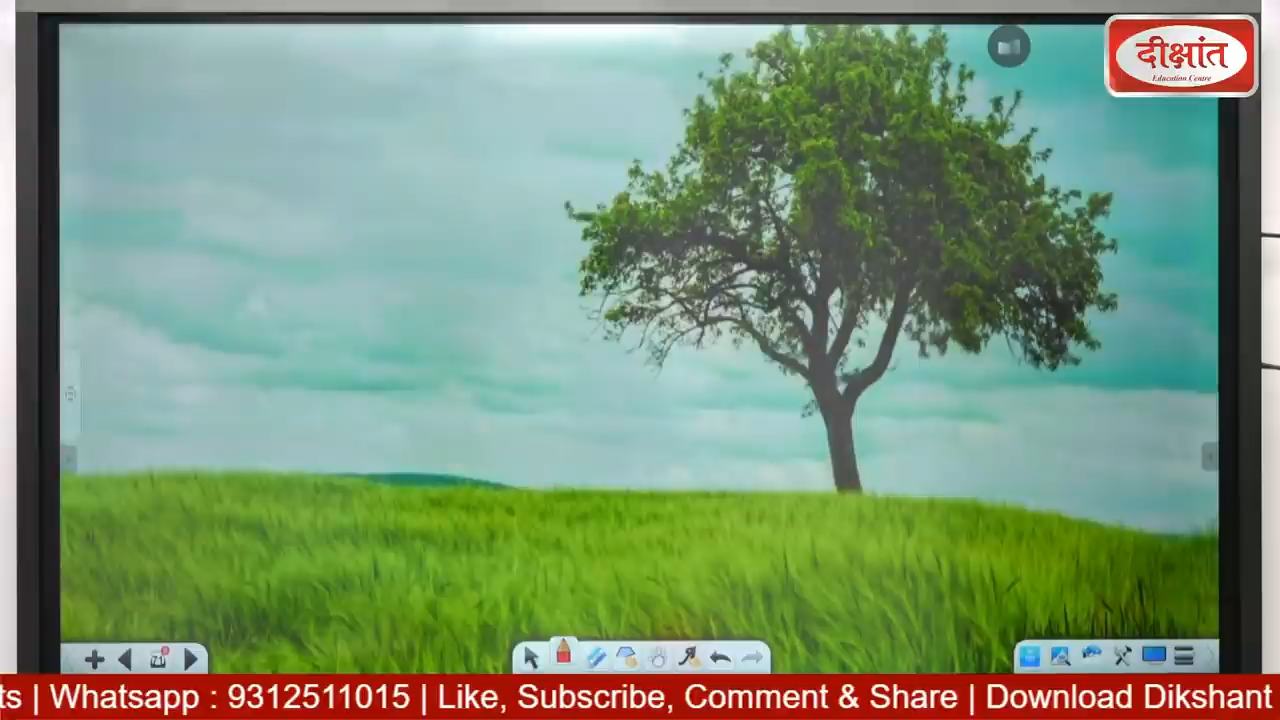 दीक्षांत
Education Centre
ts | Whatsapp : 9312511015 | Like, Subscribe, Comment & Share | Download Dikshant